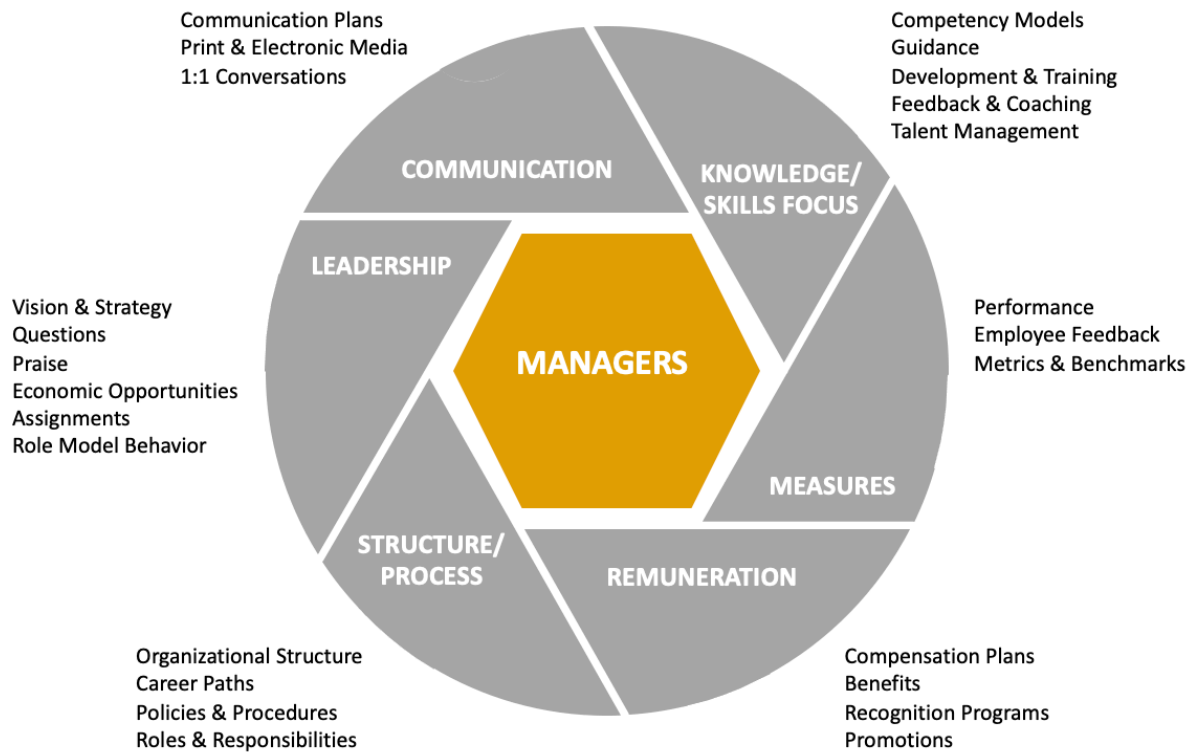 Communication Plans
Print & Electronic Media
1:1 Conversations
Competency Models
Guidance
Development & Training
Feedback & Coaching
Talent Management
COMMUNICATION
KNOWLEDGE/
SKILLS FOCUS
LEADERSHIP
Vision & Strategy
Questions
Praise
Economic Opportunities
Assignments
Role Model Behavior
MANAGERS
Performance
Employee Feedback
Metrics & Benchmarks
MEASURES
STRUCTURE/
PROCESS
REMUNERATION
Organizational Structure
Career Paths
Policies & Procedures
Roles & Responsibilities
Compensation Plans
Benefits
Recognition Programs
Promotions